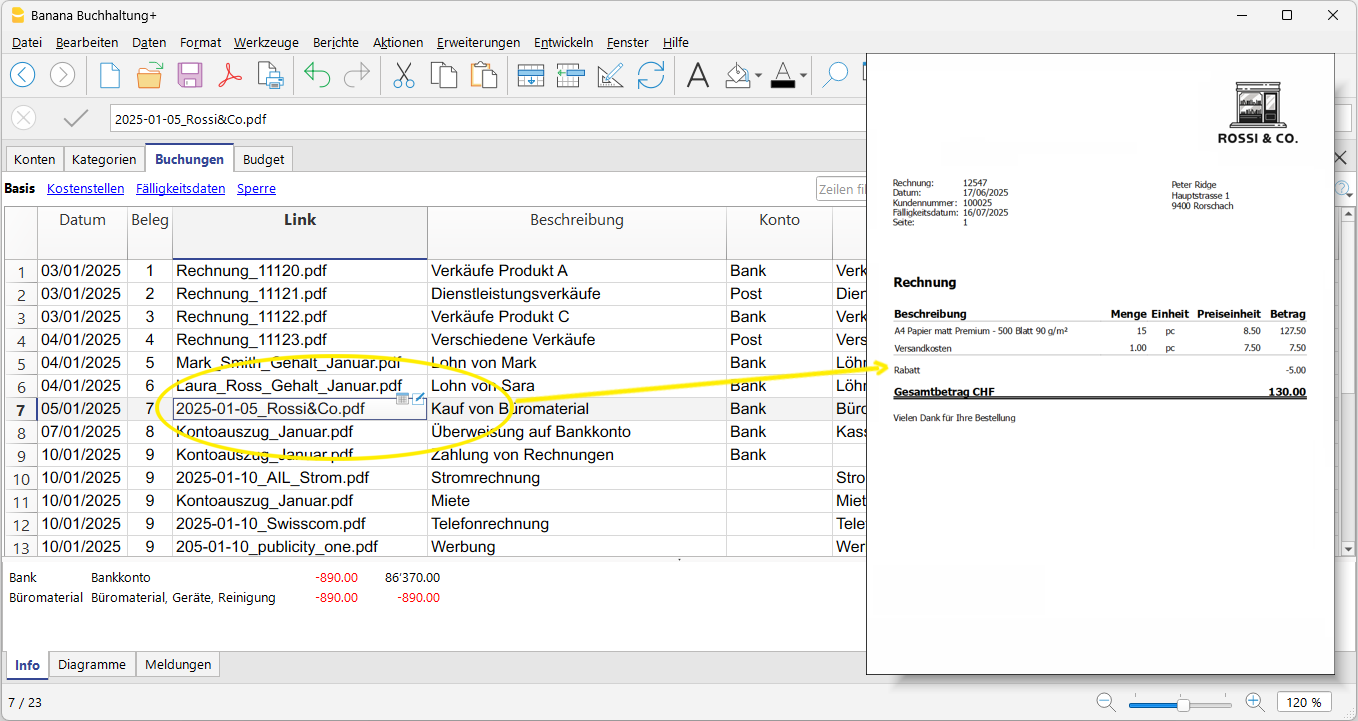 Banana Buchhaltung+
Datei Bearbeiten Daten Format Werkzeuge Berichte Aktionen Erweiterungen Entwickeln Fenster Hilfe
2025-01-05_Rossi&Co.pdf
Konten Kategorien Buchungen Budget
Basis Kostenstellen Fälligkeitsdaten Sperre Zeilen fil
Datum Beleg Link Beschreibung Konto
1 03/01/2025 1 Rechnung_11120.pdf Verkäufe Produkt A Bank Verk
2 03/01/2025 2 Rechnung_11121.pdf Dienstleistungsverkäufe Post Dien
3 03/01/2025 3 Rechnung_11122.pdf Verkäufe Produkt C Bank Verk
4 04/01/2025 4 Rechnung_11123.pdf Verschiedene Verkäufe Post Vers
5 04/01/2025 5 Mark_Smith_Gehalt_Januar.pdf Lohn von Mark Bank Löhn
6 04/01/2025 6 Laura_Ross_Gehalt_Januar.pdf Lohn von Sara Bank Löhn
7 05/01/2025 7 2025-01-05_Rossi&Co.pdf Kauf von Büromaterial Bank Büro
8 07/01/2025 8 Kontoauszug_Januar.pdf Überweisung auf Bankkonto Bank Kass
9 10/01/2025 9 Kontoauszug_Januar.pdf Zahlung von Rechnungen Bank
10 10/01/2025 9 2025-01-10_AIL_Strom.pdf Stromrechnung Stro
11 10/01/2025 9 Kontoauszug_Januar.pdf Miete Miet
12 10/01/2025 9 2025-01-10_Swisscom.pdf Telefonrechnung Tele
13 10/01/2025 9 205-01-10_publicity_one.pdf Werbung Wer
Bank Bankkonto -890.00 86'370.00
Büromaterial Büromaterial, Geräte, Reinigung -890.00 -890.00
Info Diagramme Meldungen
7 / 23
120 %
ROSSI & CO.
Rechnung: 12547
Datum: 17/06/2025
Kundennummer: 100025
Fälligkeitsdatum: 16/07/2025
Seite: 1
Peter Ridge
Hauptstrasse 1
9400 Rorschach
Rechnung
Beschreibung Menge Einheit Preiseinheit Betrag
A4 Papier matt Premium - 500 Blatt 90 g/m² 15 pc 8.50 127.50
Versandkosten 1.00 pc 7.50 7.50
Rabatt -5.00
Gesamtbetrag CHF 130.00
Vielen Dank für Ihre Bestellung